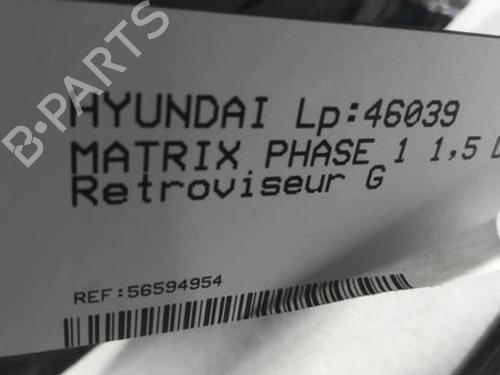 B-PARTS
HYUNDAI Lp:46039
MATRIX PHASE 1 1,5
Retroviseur G
REF:56594954